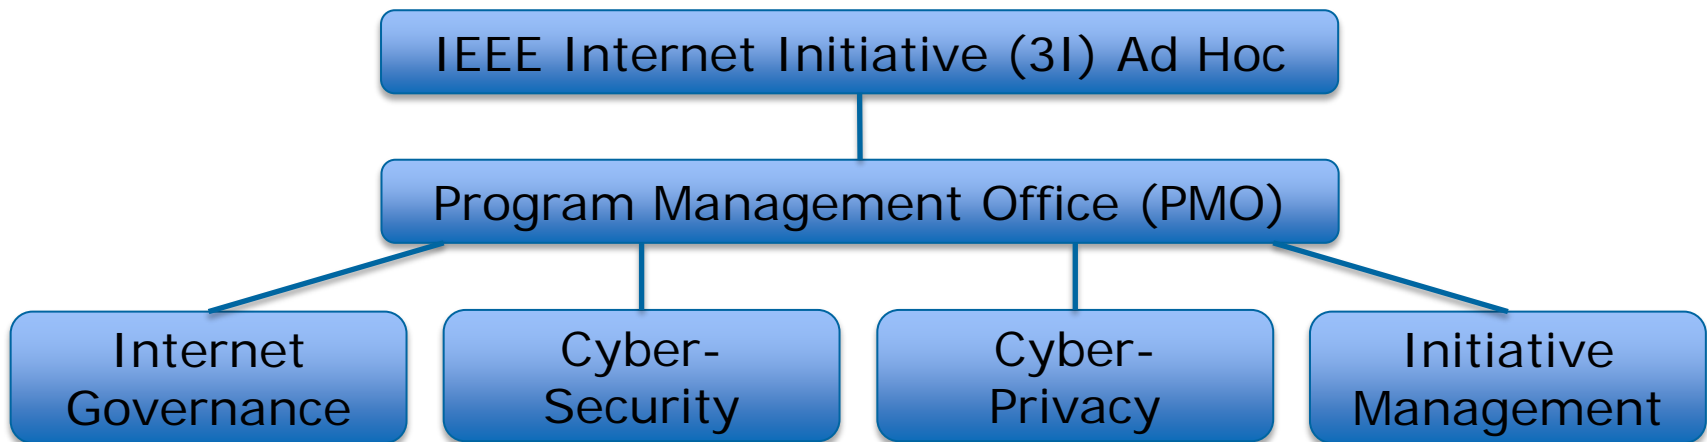 IEEE Internet Initiative (3I) Ad Hoc
Program Management Office (PMO)
Internet
Governance
Cyber-
Security
Cyber-
Privacy
Initiative
Management